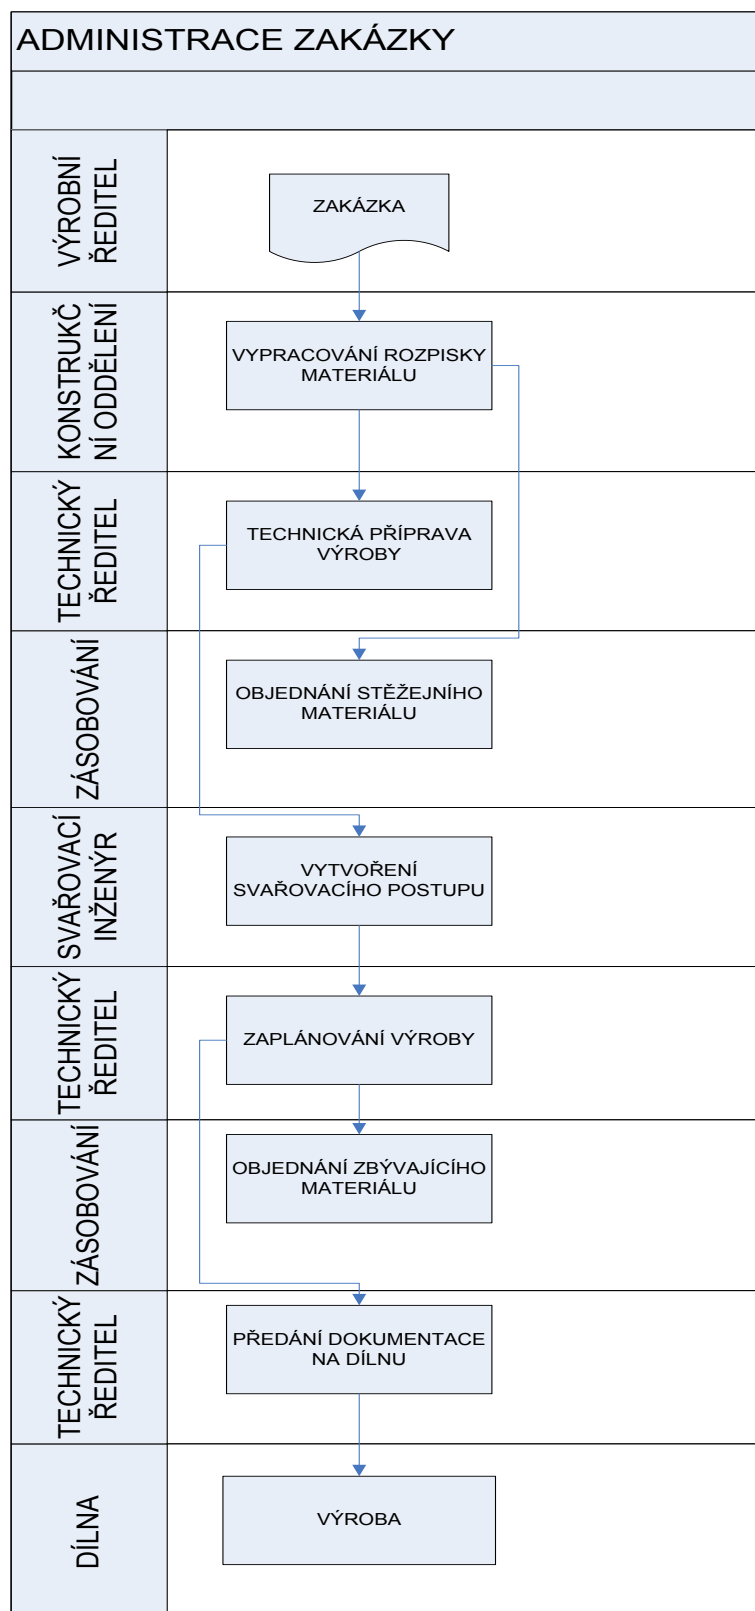 ADMINISTRACE ZAKÁZKY
VÝROBNÍ
ŘEDITEL
ZAKÁZKA
KONSTRUKČ
NÍ ODDĚLENÍ
VYPRACOVÁNÍ ROZPISKY
MATERIÁLU
TECHNICKÝ
ŘEDITEL
TECHNICKÁ PŘÍPRAVA
VÝROBY
ZÁSOBOVÁNÍ
OBJEDNÁNÍ STĚŽEJNÍHO
MATERIÁLU
SVAŘOVACÍ
INŽENÝR
VYTVOŘENÍ
SVAŘOVACÍHO POSTUPU
TECHNICKÝ
ŘEDITEL
ZAPLÁNOVÁNÍ VÝROBY
ZÁSOBOVÁNÍ
OBJEDNÁNÍ ZBÝVAJÍCÍHO
MATERIÁLU
TECHNICKÝ
ŘEDITEL
PŘEDÁNÍ DOKUMENTACE
NA DÍLNU
DÍLNA
VÝROBA